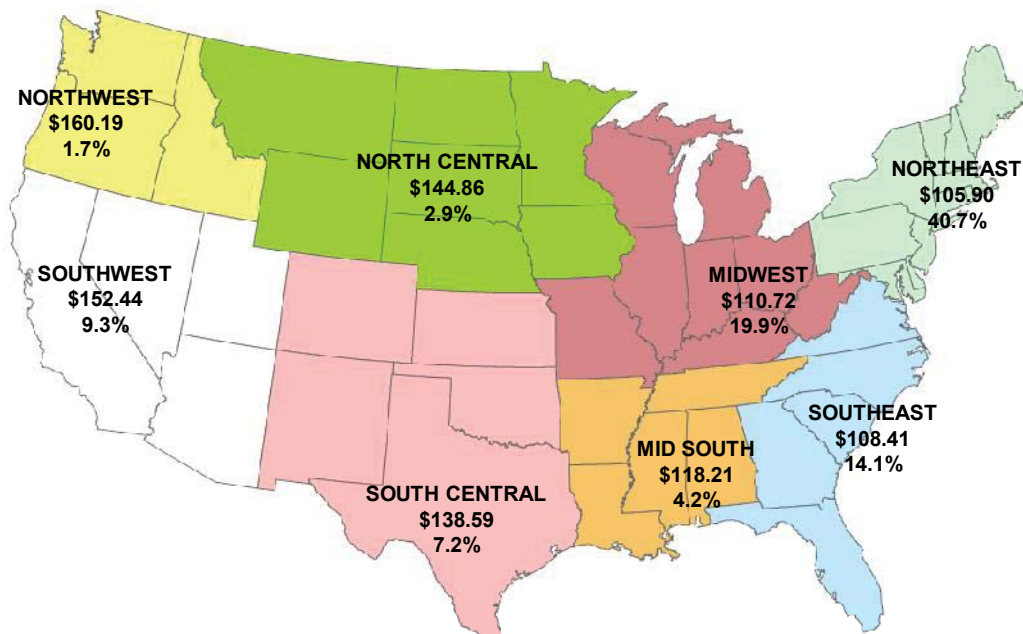 NORTHWEST
$160.19
1.7%
NORTH CENTRAL
$144.86
2.9%
NORTHEAST
$105.90
40.7%
SOUTHWEST
$152.44
9.3%
MIDWEST
$110.72
19.9%
SOUTHEAST
$108.41
14.1%
MID SOUTH
$118.21
4.2%
SOUTH CENTRAL
$138.59
7.2%